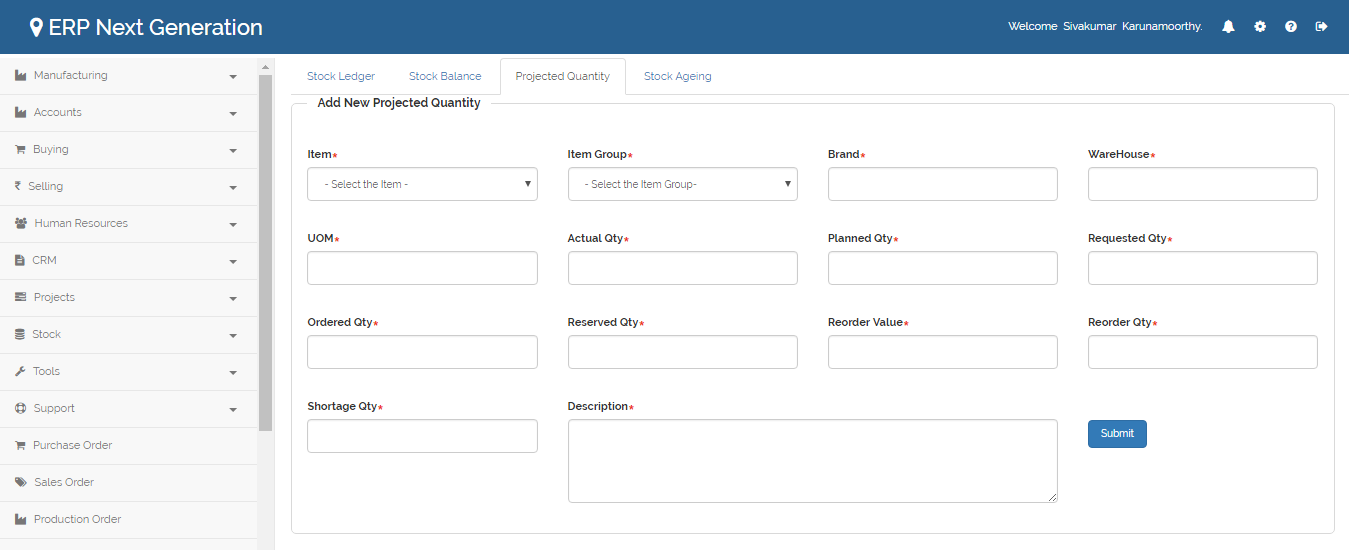 ERP Next Generation
Welcome Sivakumar Karunamoorthy.
Manufacturing
Accounts
Buying
₹ Selling
Human Resources
CRM
Projects
Stock
Tools
Support
Purchase Order
Sales Order
Production Order
Stock Ledger Stock Balance Projected Quantity Stock Ageing
Add New Projected Quantity
Item* Item Group* Brand* WareHouse*
- Select the Item - - Select the Item Group-
UOM* Actual Qty* Planned Qty* Requested Qty*
Ordered Qty* Reserved Qty* Reorder Value* Reorder Qty*
Shortage Qty* Description*
Submit